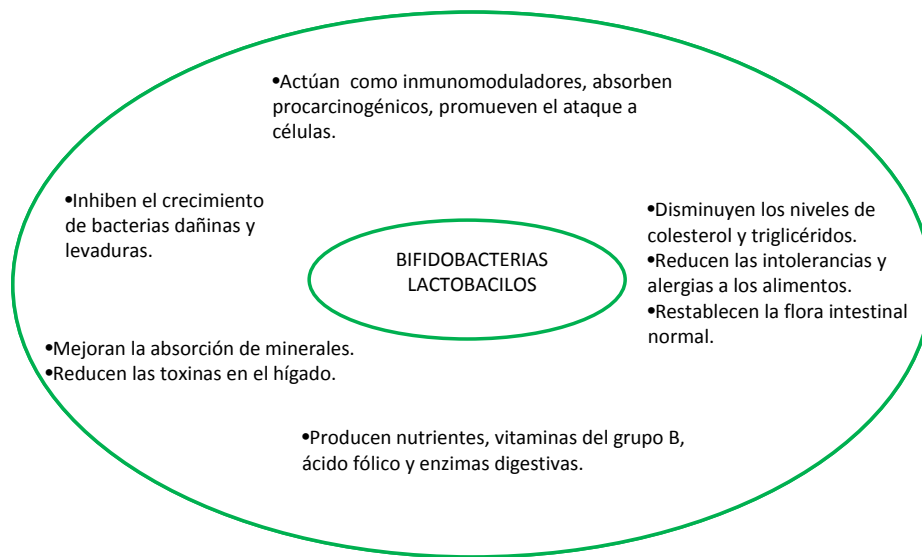 •Actúan como inmunomoduladores, absorben
procarcinogénicos, promueven el ataque a
células.
•Inhiben el crecimiento
de bacterias dañinas y
levaduras.
•Disminuyen los niveles de
colesterol y triglicéridos.
•Reducen las intolerancias y
alergias a los alimentos.
•Restablecen la flora intestinal
normal.
BIFIDOBACTERIAS
LACTOBACILOS
•Mejoran la absorción de minerales.
•Reducen las toxinas en el hígado.
•Producen nutrientes, vitaminas del grupo B,
ácido fólico y enzimas digestivas.